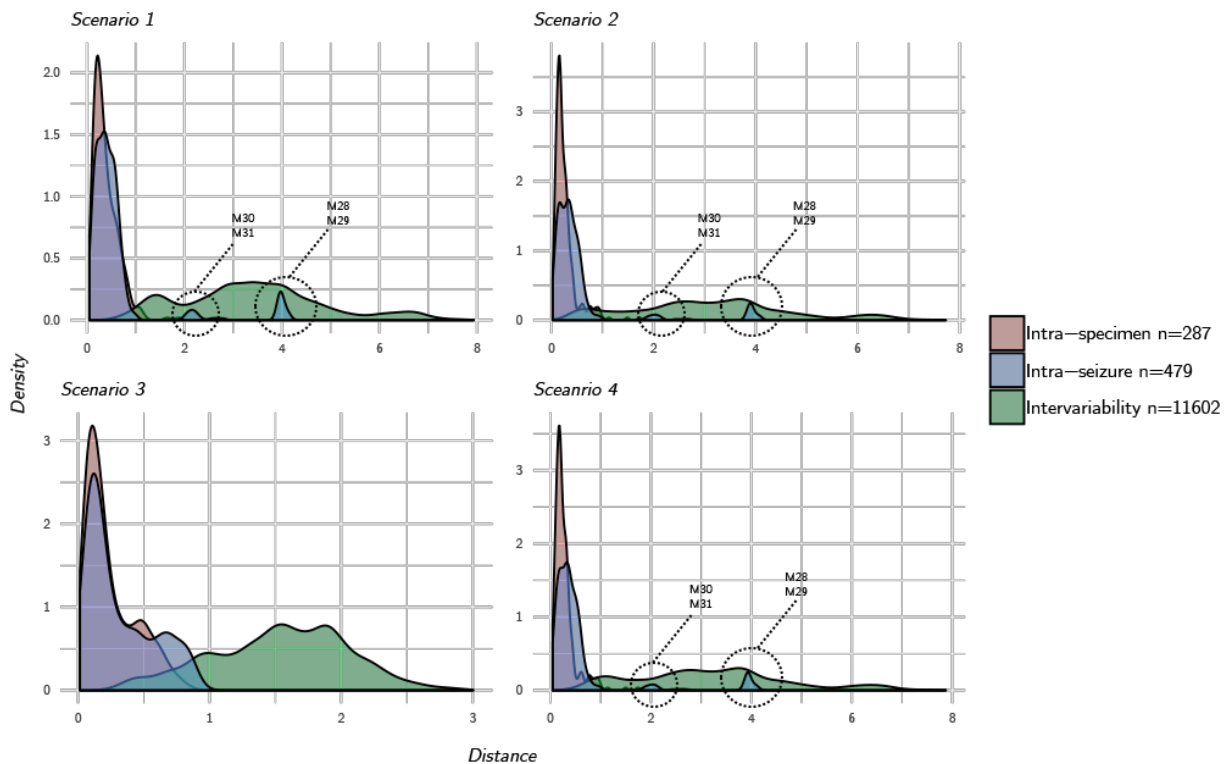 Scenario 1
Scenario 2
2.0
1.5
1.0
0.5
0.0
M30
M31
M28
M29
0
2
4
6
8
3
2
1
0
M30
M31
M28
M29
0
2
4
6
8
Intra—specimen n=287
Intra—seizure n=479
Intervariability n=11602
Density
Scenario 3
Sceanrio 4
3
2
1
0
0
1
2
3
3
2
1
0
M30
M31
M28
M29
0
2
4
6
8
Distance